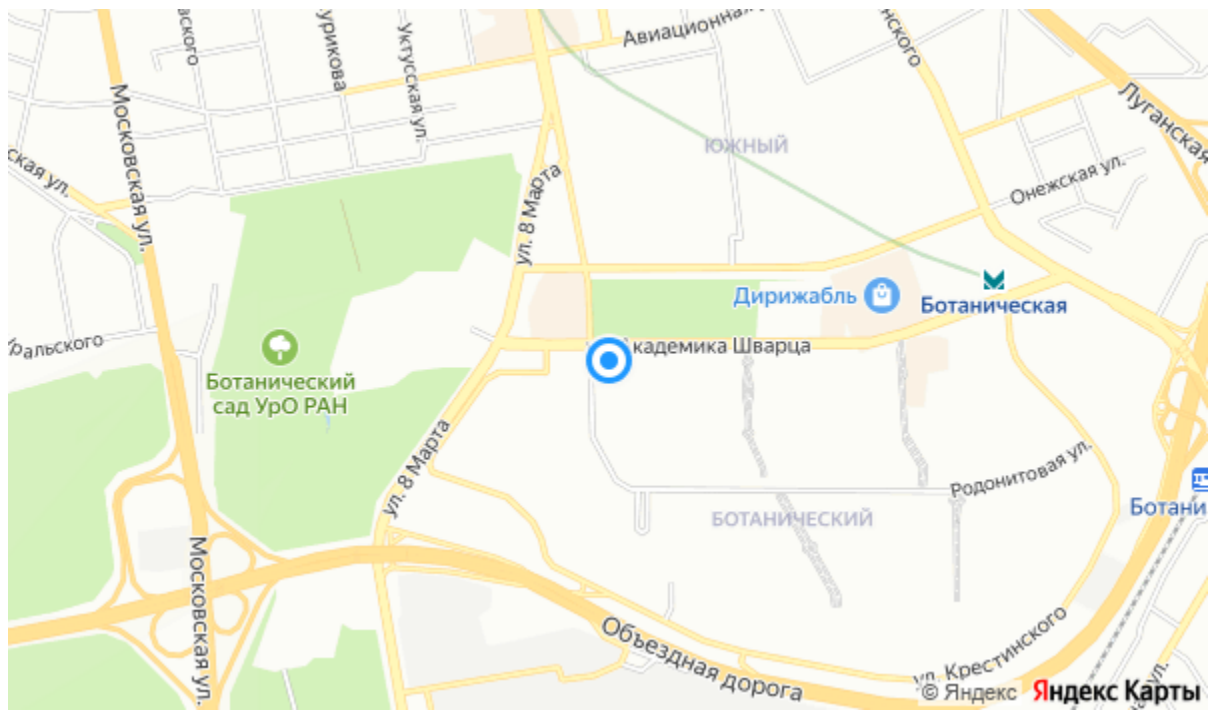 Авиационная
Уктусская ул.
урикова
ского
нского
Московская ул.
Луганская
ЮЖНЫЙ
ская ул.
ул. 8 Марта
Онежская ул.
Дирижабль
Ботаническая
кадемика Шварца
ральского
Ботанический
сад УрО РАН
ул. 8 Марта
Родонитовая ул.
БОТАНИЧЕСКИЙ
Ботани
Московская ул.
Объездная дорога
ул. Крестинского
© Яндекс Яндекс Карты